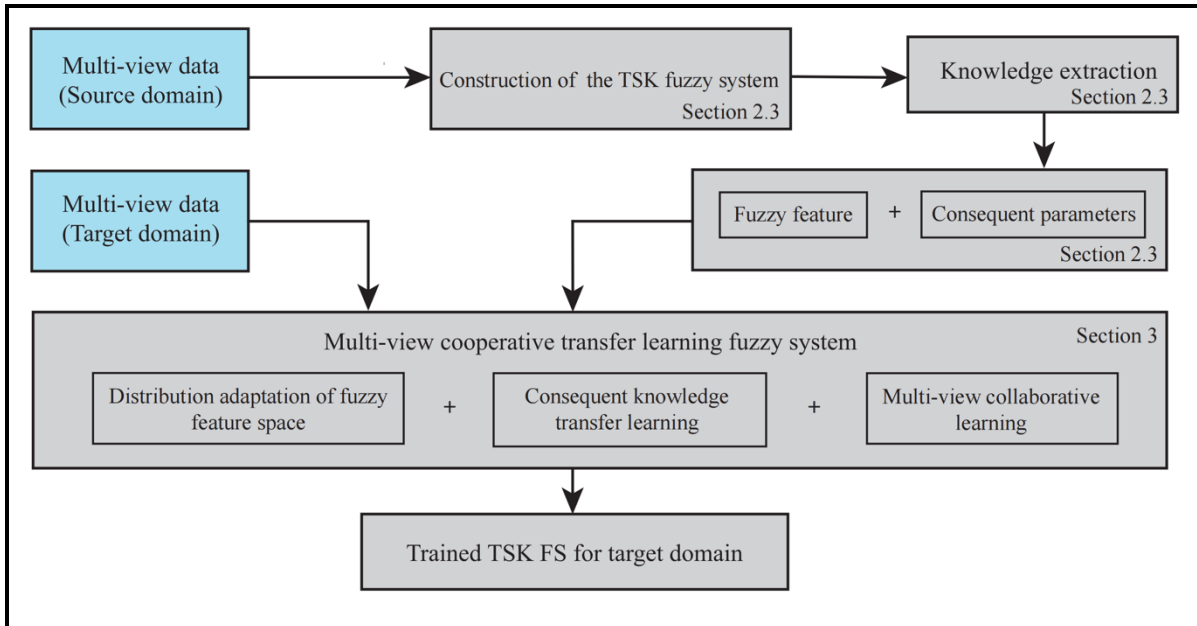 Multi-view data
(Source domain)
Construction of the TSK fuzzy system
Section 2.3
Knowledge extraction
Section 2.3
Multi-view data
(Target domain)
Fuzzy feature
+
Consequent parameters
Section 2.3
Section 3
Multi-view cooperative transfer learning fuzzy system
Distribution adaptation of fuzzy
feature space
+
Consequent knowledge
transfer learning
+
Multi-view collaborative
learning
Trained TSK FS for target domain